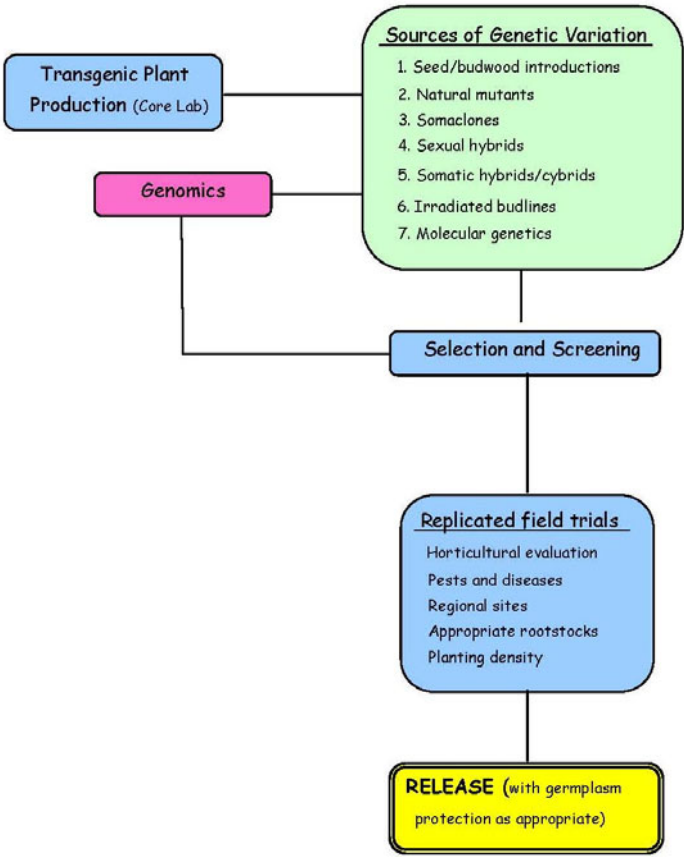 Sources of Genetic Variation
1. Seed/budwood introductions
2. Natural mutants
3. Somaclones
4. Sexual hybrids
5. Somatic hybrids/cybrids
6. Irradiated budlines
7. Molecular genetics
Transgenic Plant
Production (Core Lab)
Genomics
Selection and Screening
Replicated field trials
Horticultural evaluation
Pests and diseases
Regional sites
Appropriate rootstocks
Planting density
RELEASE (with germplasm
protection as appropriate)